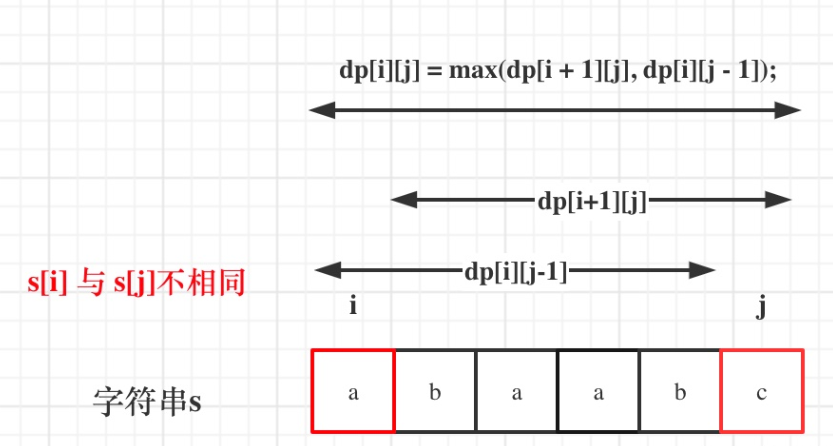 dp[i][j] = max(dp[i + 1][j], dp[i][j - 1]);
dp[i+1][j]
s[i] 与 s[j]不相同
dp[i][j-1]
i j
字符串s
a b a a b c